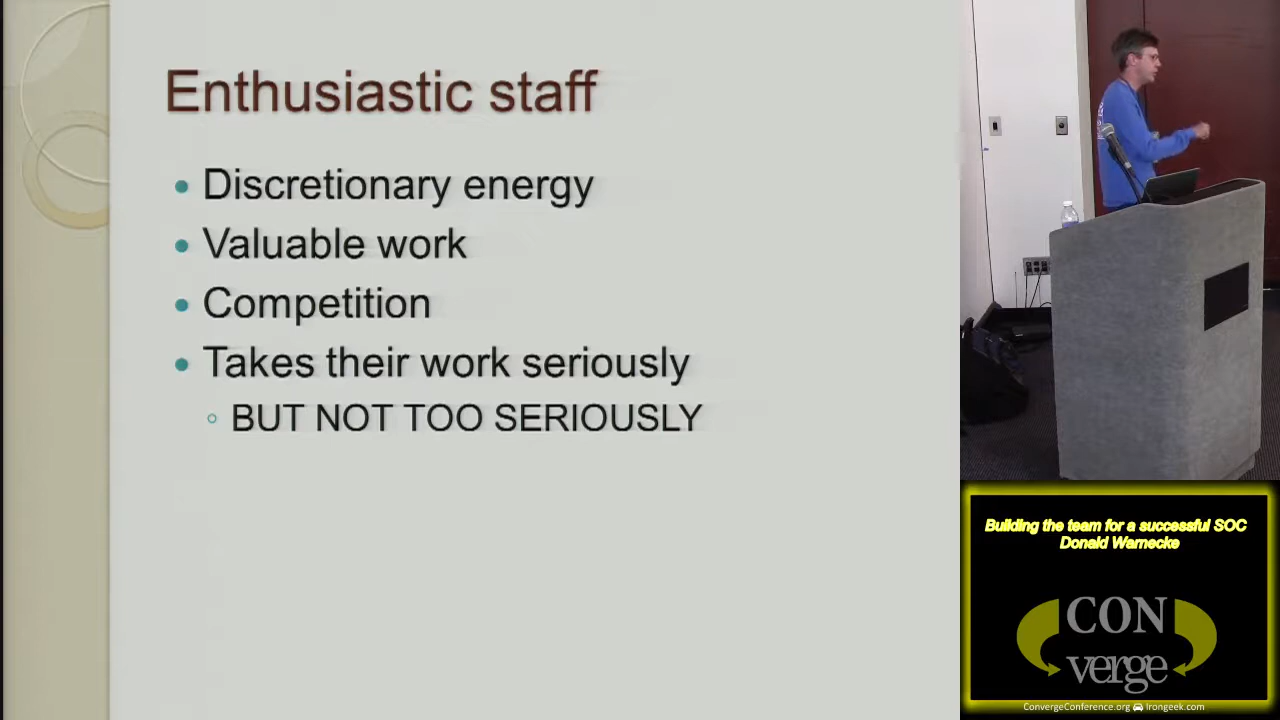 Enthusiastic staff
Discretionary energy
Valuable work
Competition
Takes their work seriously
BUT NOT TOO SERIOUSLY
Building the team for a successful SOC
Donald Warnecke
CON
verge
ConvergeConference.org Irongeek.com